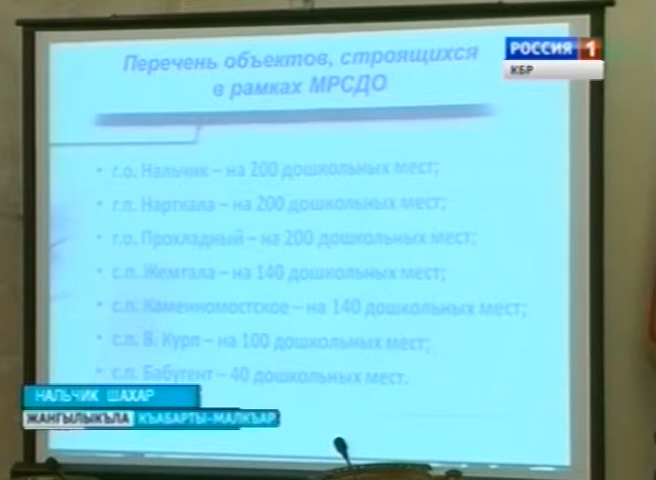 Перечень объектов, строящихся
в рамках МРСДО
РОССИЯ 1
КБР
• г.о. Нальчик – на 200 дошкольных мест;
• г.п. Нарткала – на 200 дошкольных мест;
• г.о. Прохладный – на 200 дошкольных мест;
• с.п. Жемтала – на 140 дошкольных мест;
• с.п. Каменномостское – на 140 дошкольных мест;
• с.п. В. Курп – на 100 дошкольных мест;
• с.п. Бабугент – 40 дошкольных мест.
НАЛЬЧИК ШАХАР
ЖАНГЫЛЫКЪЛА КЪАБАРТЫ-МАЛКЪАР